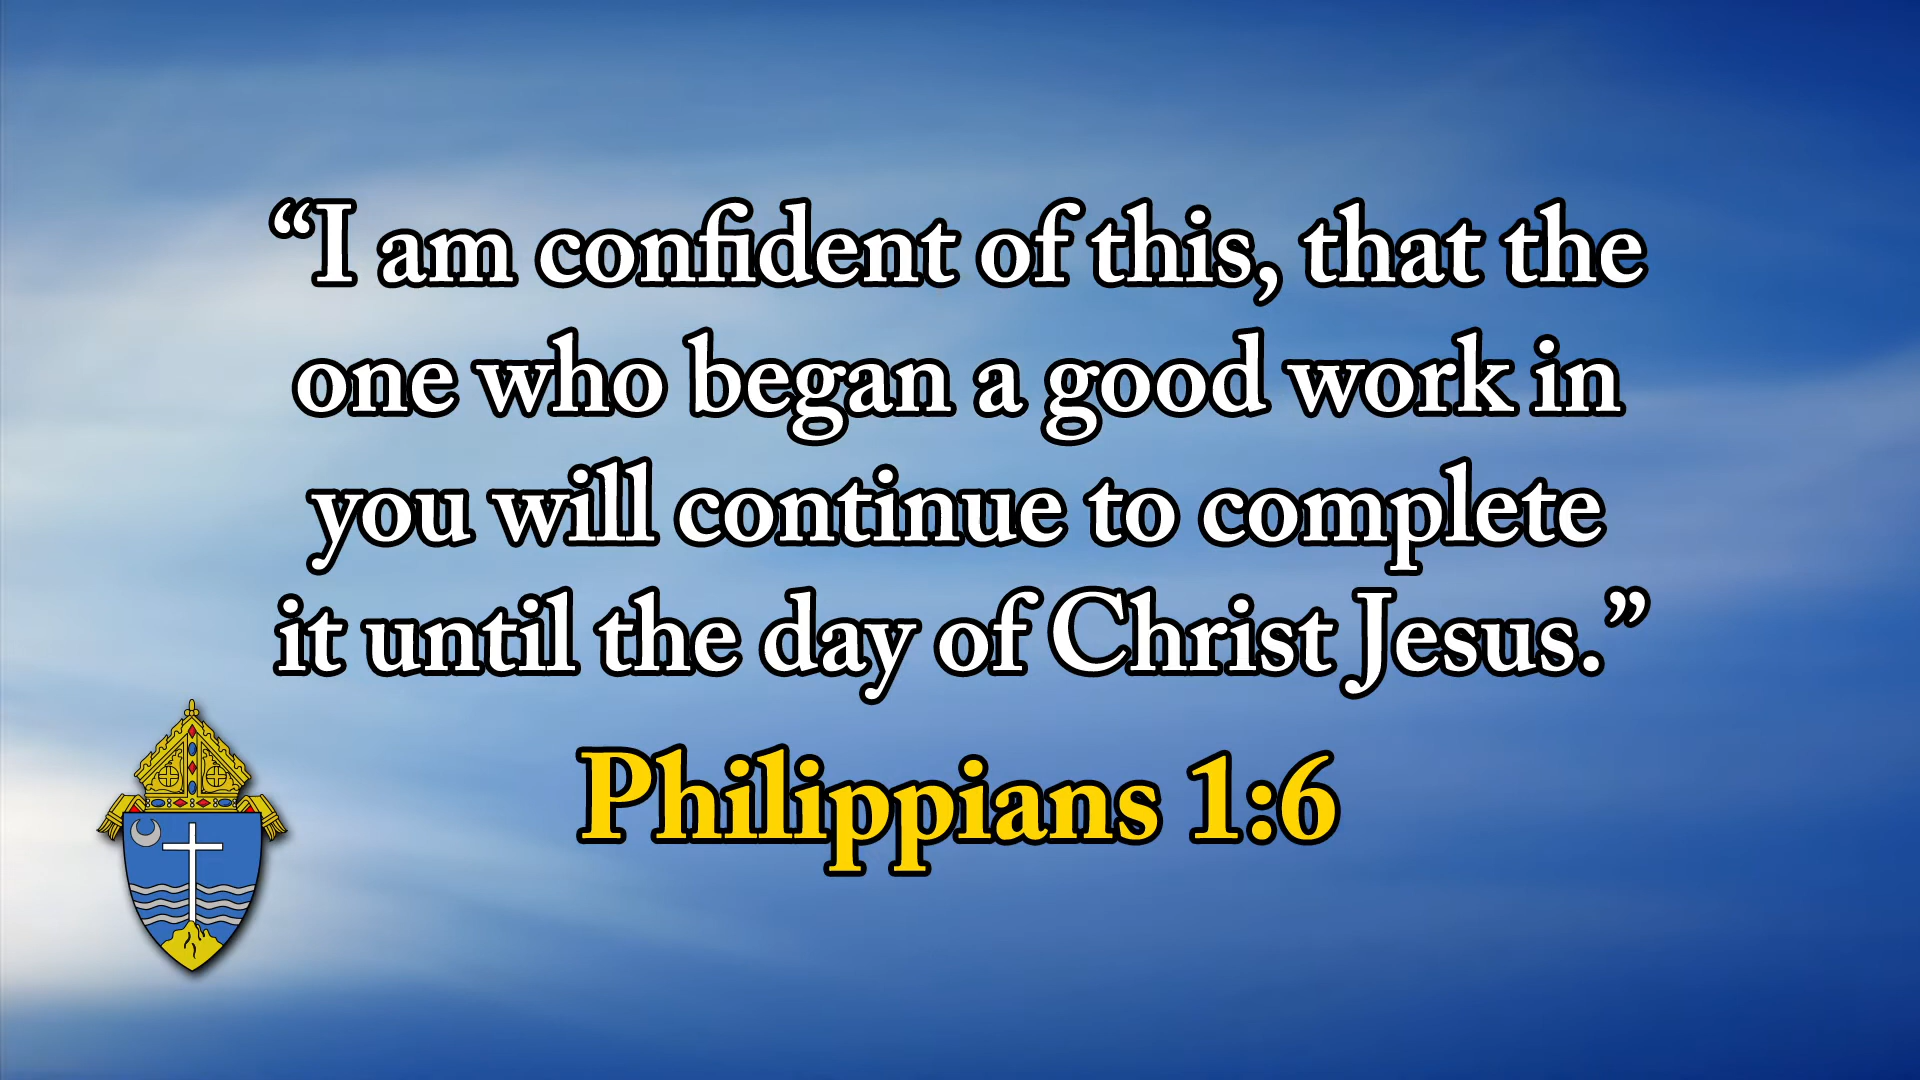 “I am confident of this, that the
one who began a good work in
you will continue to complete
it until the day of Christ Jesus.”
Philippians 1:6